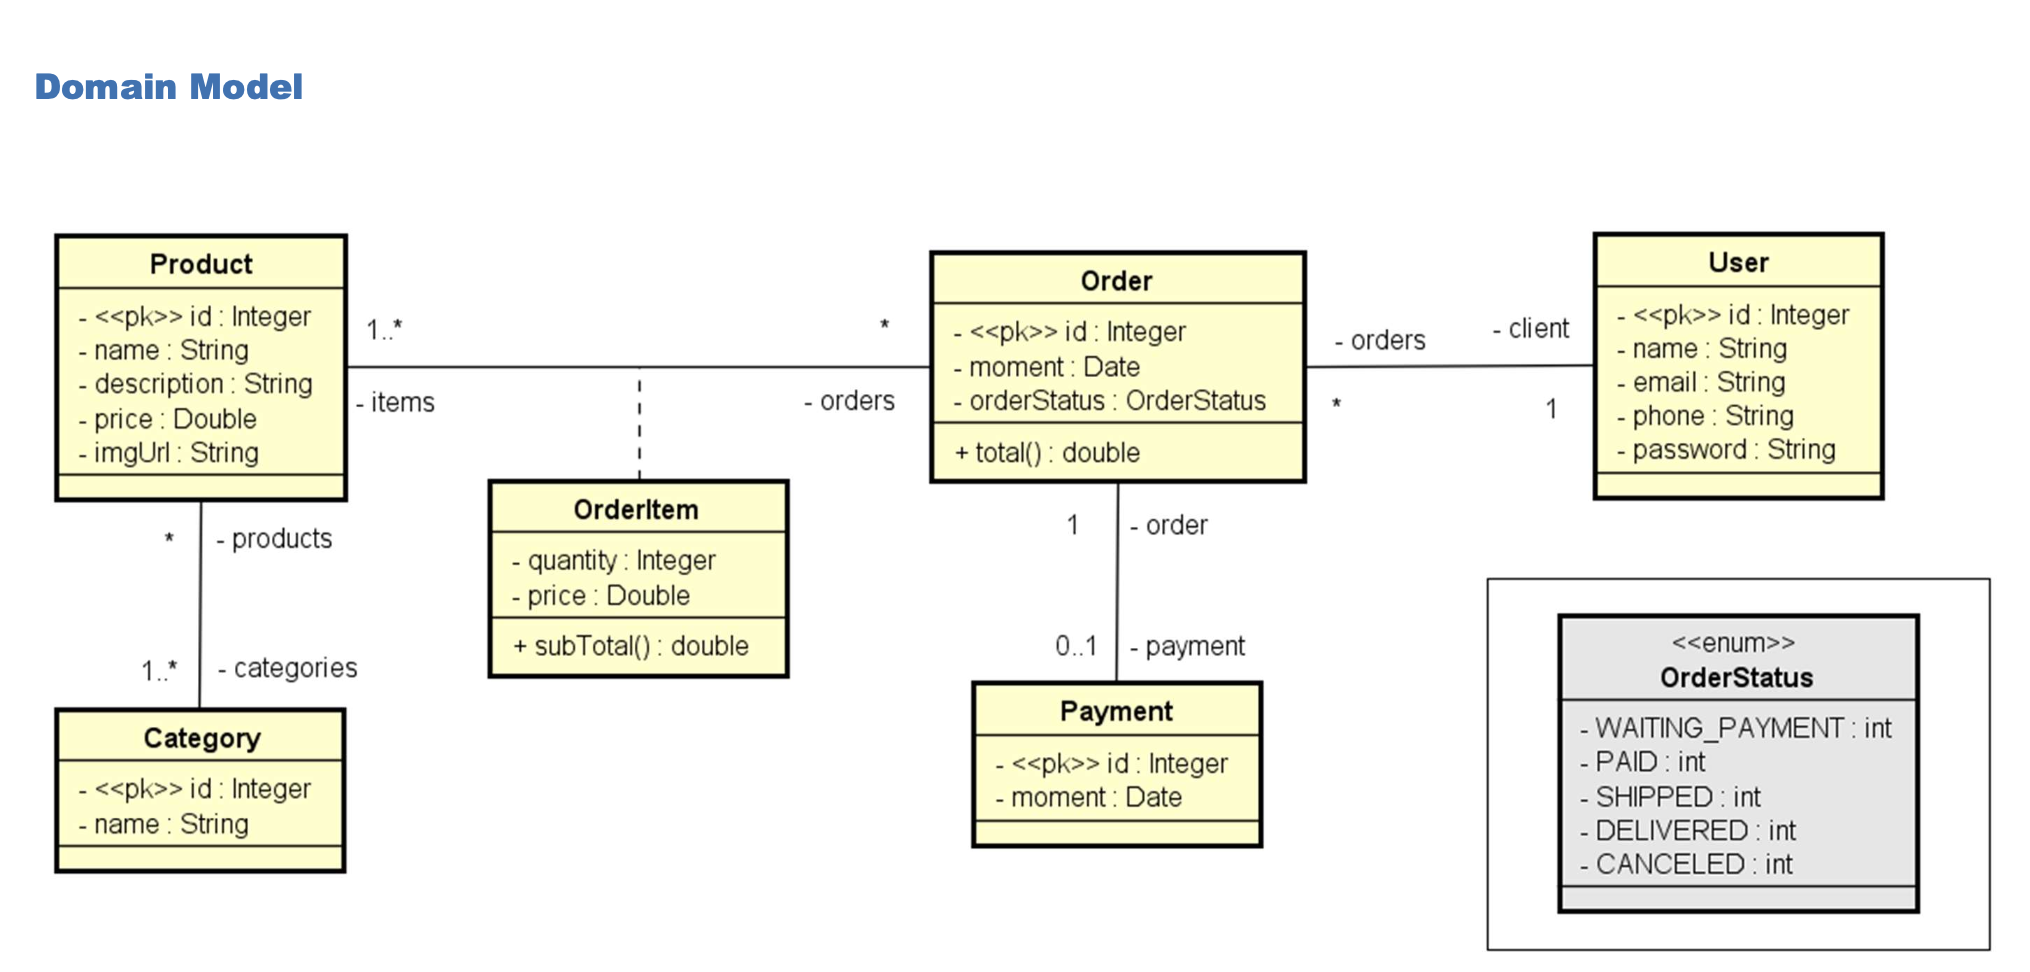 Domain Model
Product
- <<pk>> id : Integer
- name : String
- description : String
- price : Double
- imgUrl : String
1..*
- items
*
- orders
Order
- <<pk>> id : Integer
- moment : Date
- orderStatus : OrderStatus
+ total() : double
- orders
*
- client
1
User
- <<pk>> id : Integer
- name : String
- email : String
- phone : String
- password : String
OrderItem
- quantity : Integer
- price : Double
+ subTotal() : double
* - products
1..* - categories
Category
- <<pk>> id : Integer
- name : String
1 - order
0..1 - payment
Payment
- <<pk>> id : Integer
- moment : Date
<<enum>>
OrderStatus
- WAITING_PAYMENT : int
- PAID : int
- SHIPPED : int
- DELIVERED : int
- CANCELED : int